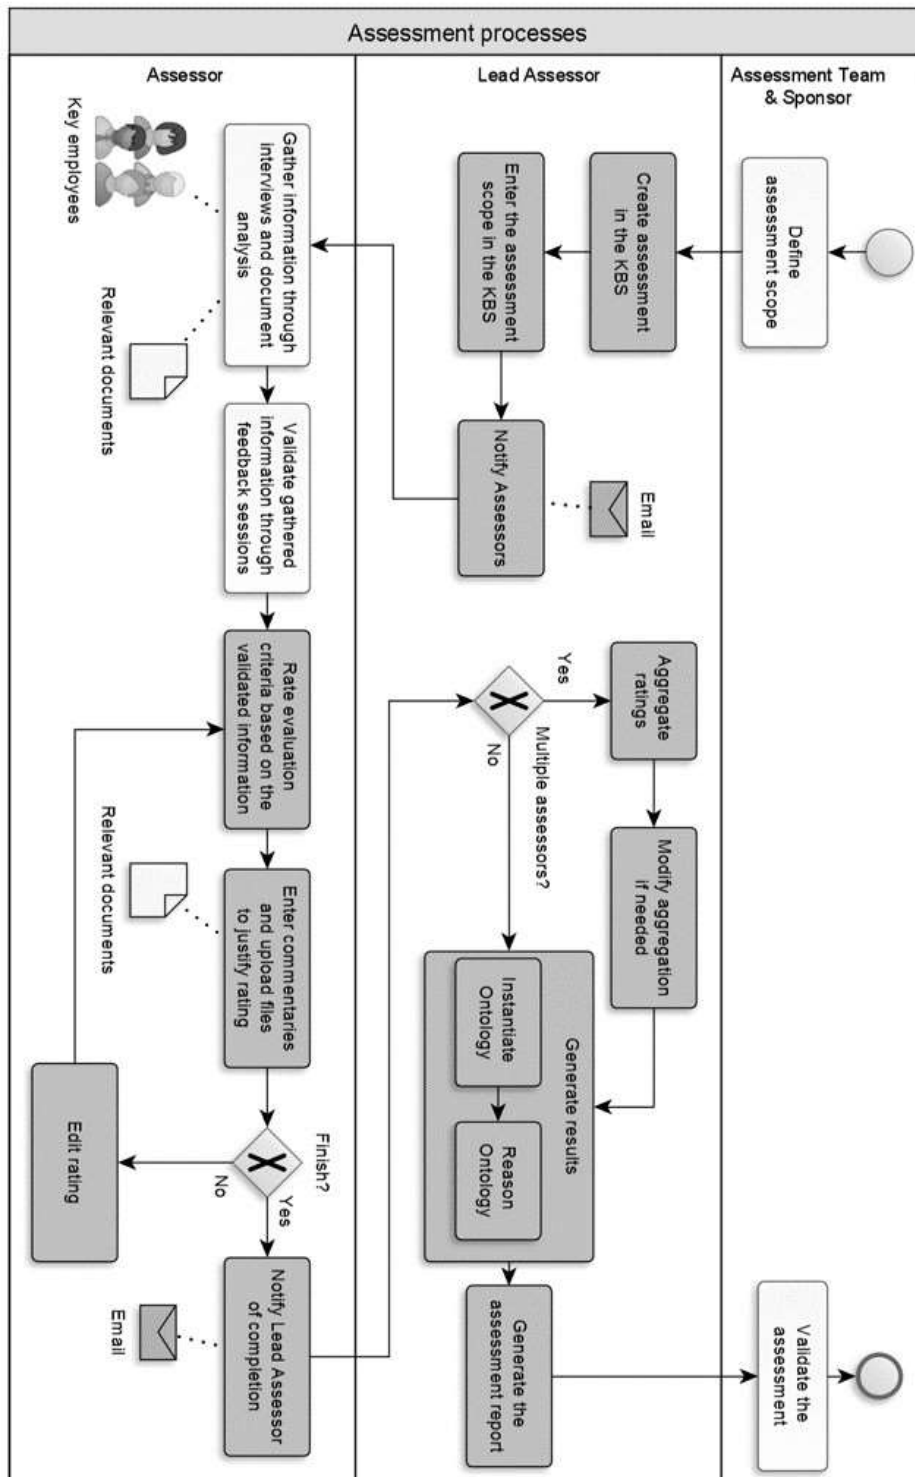 Assessment processes
Assessment Team
& Sponsor
Define
assessment scope
Validate the
assessment
Lead Assessor
Create assessment
in the KBS
Enter the assessment
scope in the KBS
Notify Assessors
Email
Aggregate
ratings
Modify aggregation
if needed
Yes
Multiple assessors?
No
Generate results
Instantiate
Ontology
Reason
Ontology
Generate the
assessment report
Assessor
Key employees
Gather information through
interviews and document
analysis
Relevant documents
Validate gathered
information through
feedback sessions
Rate evaluation
criteria based on the
validated information
Relevant documents
Enter commentaries
and upload files
to justify rating
Finish?
No
Yes
Edit rating
Notify Lead Assessor
of completion
Email